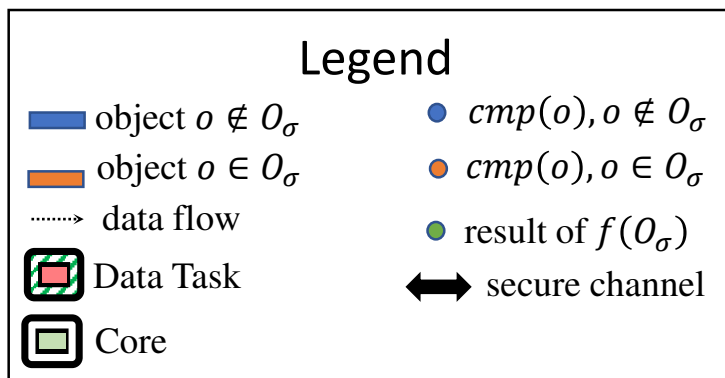 Legend
object o ∉ O_σ
object o ∈ O_σ
data flow
Data Task
Core
cmp(o), o ∉ O_σ
cmp(o), o ∈ O_σ
result of f(O_σ)
secure channel